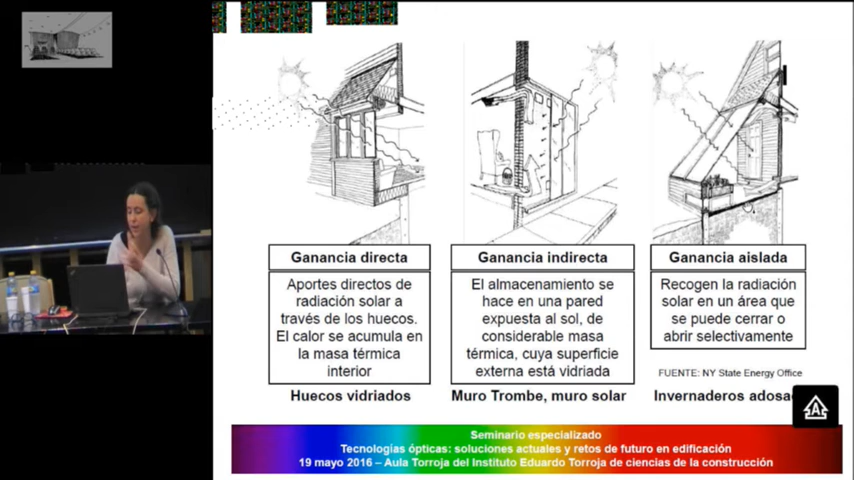 Ganancia directa
Aportes directos de
radiación solar a
través de los huecos.
El calor se acumula en
la masa térmica
interior
Huecos vidriados
Ganancia indirecta
El almacenamiento se
hace en una pared
expuesta al sol, de
considerable masa
térmica, cuya superficie
externa está vidriada
Muro Trombe, muro solar
Ganancia aislada
Recogen la radiación
solar en un área que
se puede cerrar o
abrir selectivamente
FUENTE: NY State Energy Office
Invernaderos
Seminario especializado
Tecnologías ópticas: soluciones actuales y retos de futuro en edificación
19 mayo 2016 – Aula Torroja del Instituto Eduardo Torroja de ciencias de la construcción